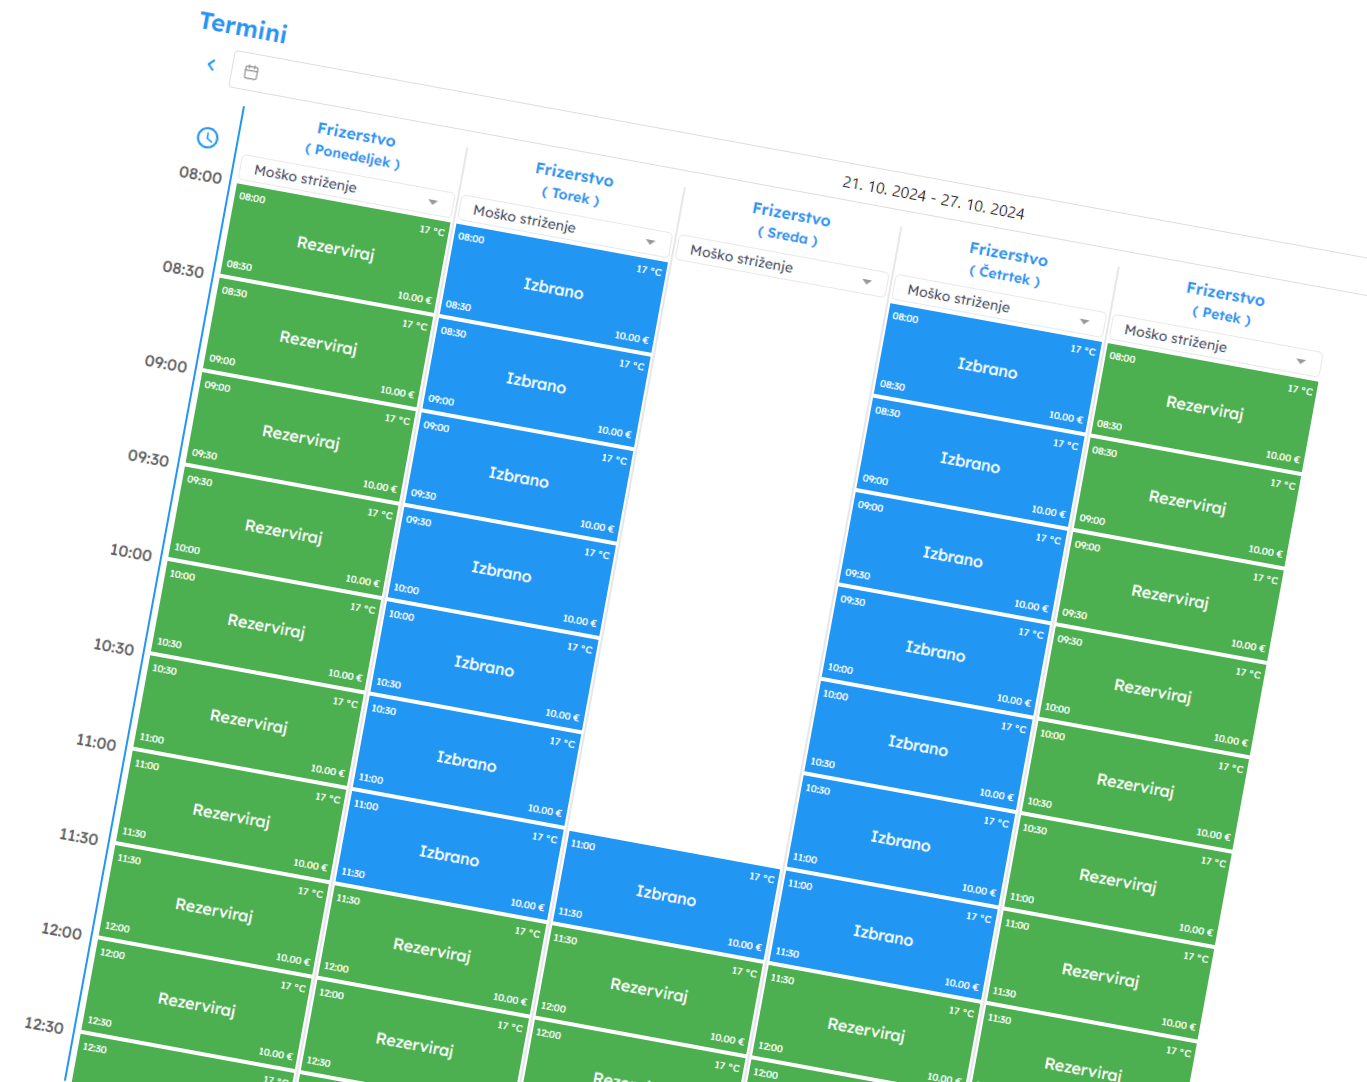 Termini
21. 10. 2024 - 27. 10. 2024
08:00
08:30
09:00
09:30
10:00
10:30
11:00
11:30
12:00
12:30
Frizerstvo
( Ponedeljek )
Moško striženje
08:00
17 °C
Rezerviraj
08:30
10.00 €
08:30
17 °C
Rezerviraj
09:00
10.00 €
09:00
17 °C
Rezerviraj
09:30
10.00 €
09:30
17 °C
Rezerviraj
10:00
10.00 €
10:00
17 °C
Rezerviraj
10:30
10.00 €
10:30
17 °C
Rezerviraj
11:00
10.00 €
11:00
17 °C
Rezerviraj
11:30
10.00 €
11:30
17 °C
Rezerviraj
12:00
10.00 €
12:00
17 °C
Rezerviraj
12:30
10.00 €
12:30
17 °C
Frizerstvo
( Torek )
Moško striženje
08:00
17 °C
Izbrano
08:30
10.00 €
08:30
17 °C
Izbrano
09:00
10.00 €
09:00
17 °C
Izbrano
09:30
10.00 €
09:30
17 °C
Izbrano
10:00
10.00 €
10:00
17 °C
Izbrano
10:30
10.00 €
10:30
17 °C
Izbrano
11:00
10.00 €
11:00
17 °C
Izbrano
11:30
10.00 €
11:30
17 °C
Rezerviraj
12:00
10.00 €
12:00
17 °C
Rezerviraj
12:30
Frizerstvo
( Sreda )
Moško striženje
11:00
17 °C
Izbrano
11:30
10.00 €
11:30
17 °C
Rezerviraj
12:00
10.00 €
12:00
17 °C
Frizerstvo
( Četrtek )
Moško striženje
08:00
17 °C
Izbrano
08:30
10.00 €
08:30
17 °C
Izbrano
09:00
10.00 €
09:00
17 °C
Izbrano
09:30
10.00 €
09:30
17 °C
Izbrano
10:00
10.00 €
10:00
17 °C
Izbrano
10:30
10.00 €
10:30
17 °C
Izbrano
11:00
10.00 €
11:00
17 °C
Izbrano
11:30
10.00 €
11:30
17 °C
Rezerviraj
12:00
10.00 €
12:00
Frizerstvo
( Petek )
Moško striženje
08:00
17 °C
Rezerviraj
08:30
10.00 €
08:30
17 °C
Rezerviraj
09:00
10.00 €
09:00
17 °C
Rezerviraj
09:30
10.00 €
09:30
17 °C
Rezerviraj
10:00
10.00 €
10:00
17 °C
Rezerviraj
10:30
10.00 €
10:30
17 °C
Rezerviraj
11:00
10.00 €
11:00
17 °C
Rezerviraj
11:30
10.00 €
11:30
17 °C
Rezerviraj